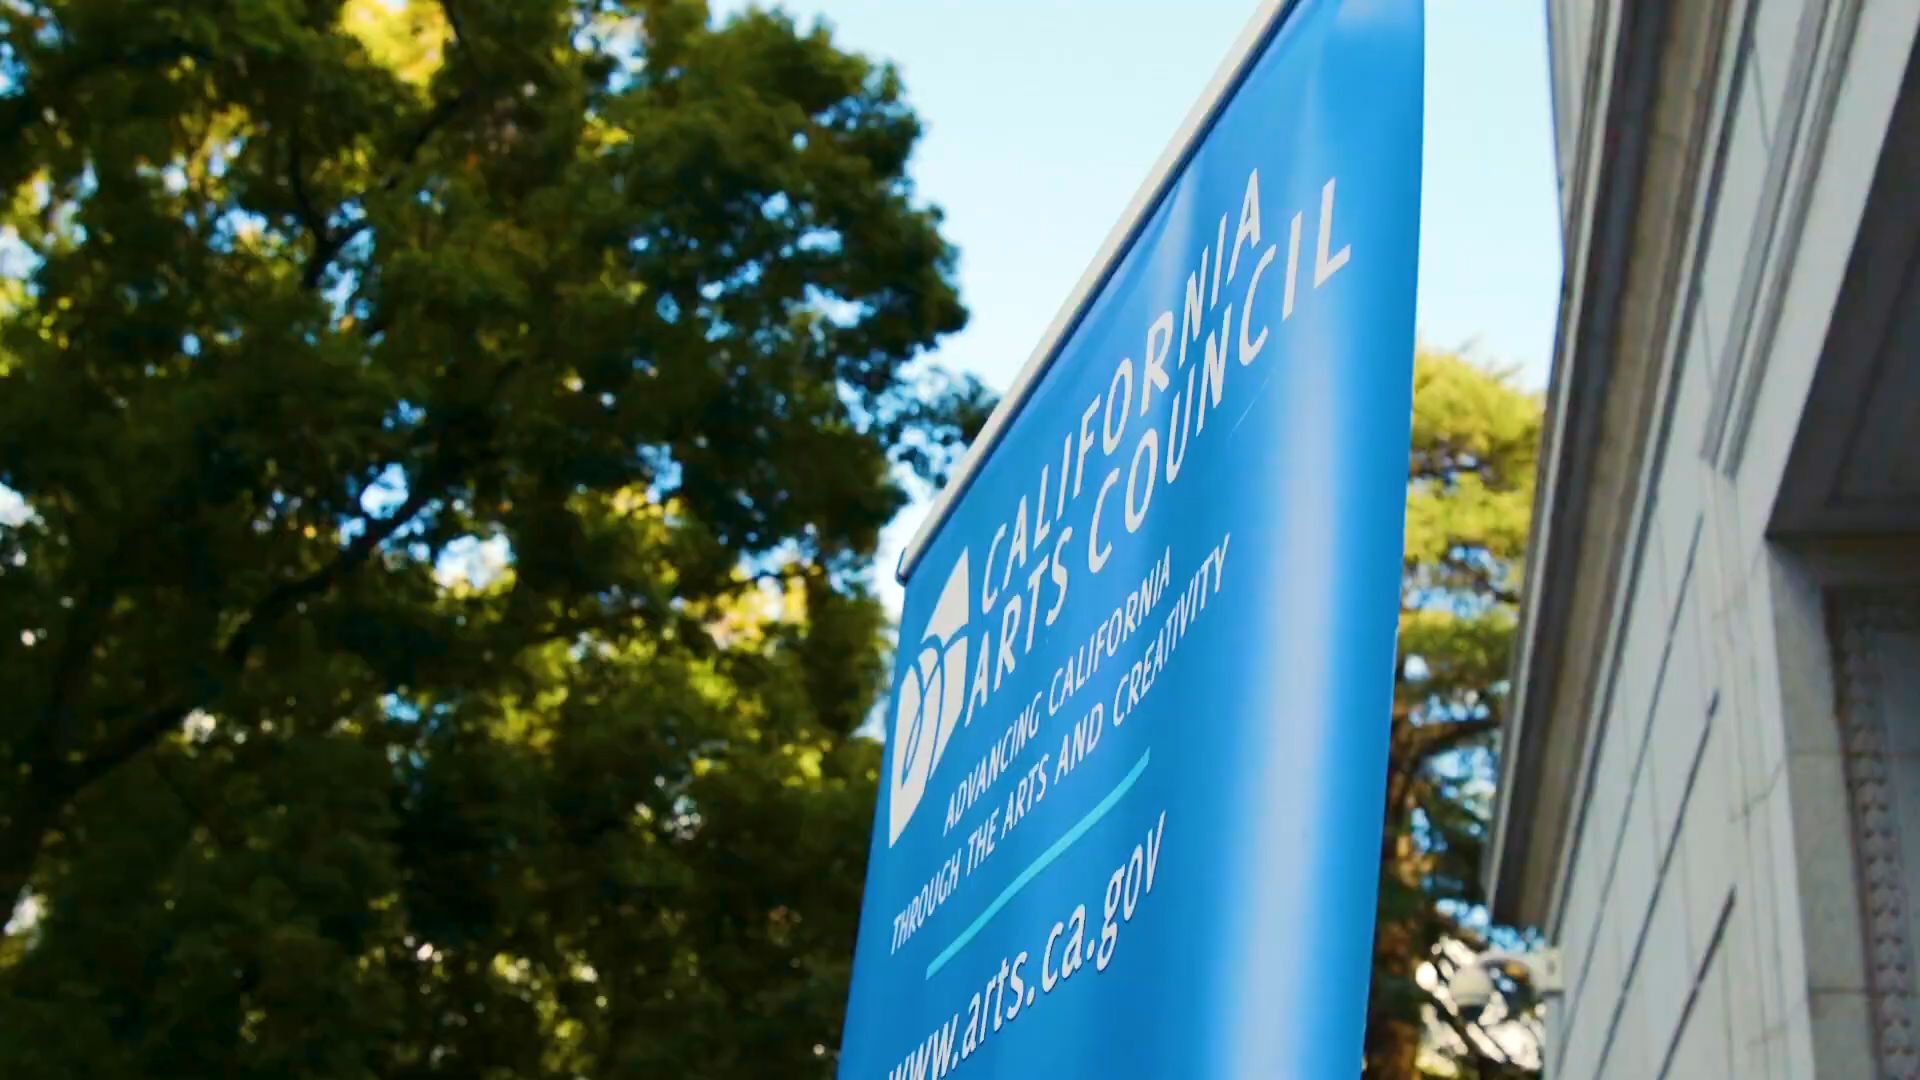 CALIFORNIA
ARTS COUNCIL
ADVANCING CALIFORNIA
THROUGH THE ARTS AND CREATIVITY
www.arts.ca.gov